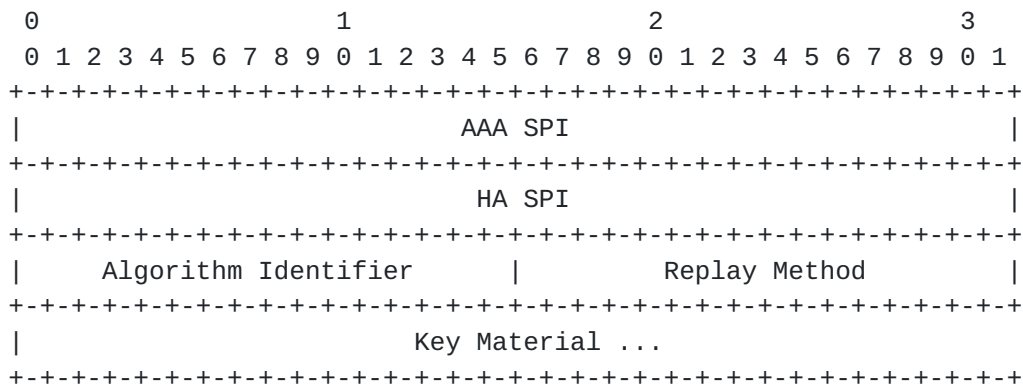 0                   1                   2                   3
 0 1 2 3 4 5 6 7 8 9 0 1 2 3 4 5 6 7 8 9 0 1 2 3 4 5 6 7 8 9 0 1
+-+-+-+-+-+-+-+-+-+-+-+-+-+-+-+-+-+-+-+-+-+-+-+-+-+-+-+-+-+-+-+-+
|                            AAA SPI                            |
+-+-+-+-+-+-+-+-+-+-+-+-+-+-+-+-+-+-+-+-+-+-+-+-+-+-+-+-+-+-+-+-+
|                             HA SPI                            |
+-+-+-+-+-+-+-+-+-+-+-+-+-+-+-+-+-+-+-+-+-+-+-+-+-+-+-+-+-+-+-+-+
|     Algorithm Identifier      |         Replay Method         |
+-+-+-+-+-+-+-+-+-+-+-+-+-+-+-+-+-+-+-+-+-+-+-+-+-+-+-+-+-+-+-+-+
|                         Key Material ...
+-+-+-+-+-+-+-+-+-+-+-+-+-+-+-+-+-+-+-+-+-+-+-+-+-+-+-+-+-+-+-+-+